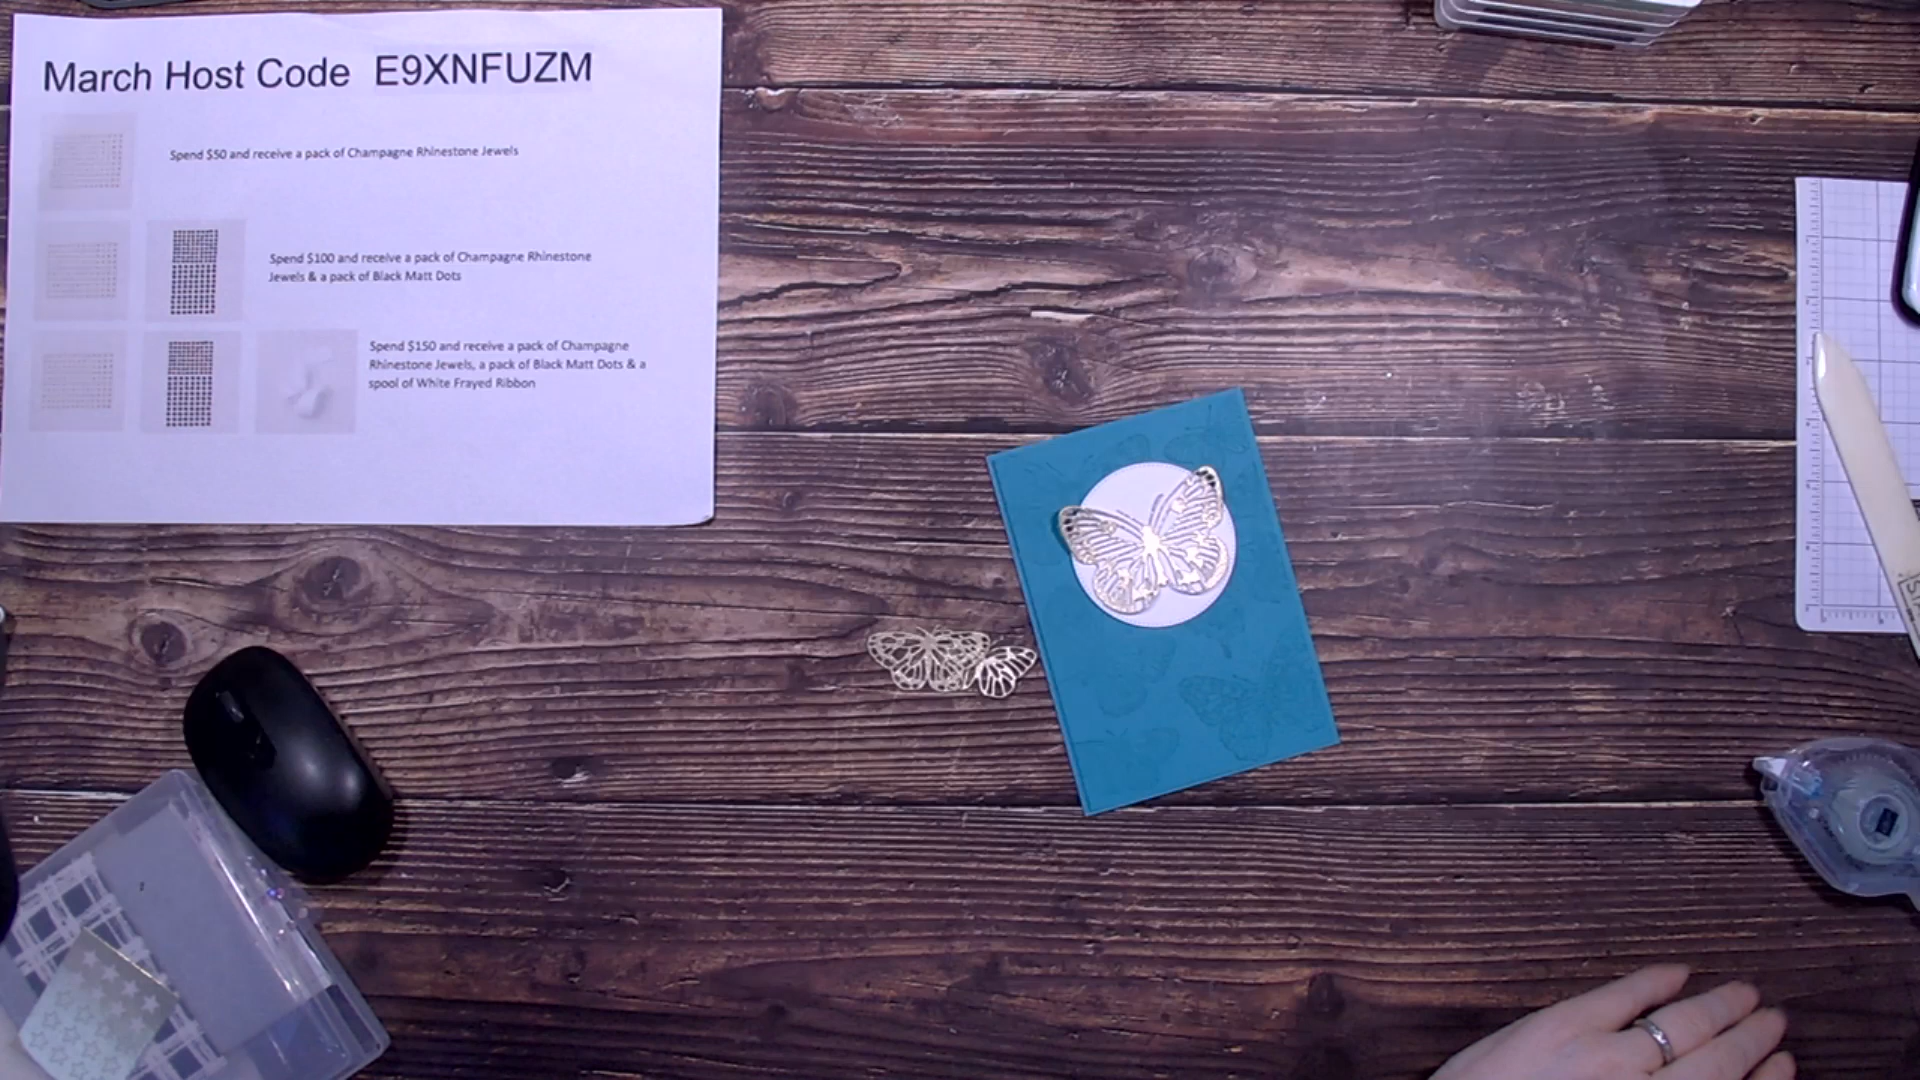 March Host Code E9XNFUZM
Spend $50 and receive a pack of Champagne Rhinestone Jewels
Spend $100 and receive a pack of Champagne Rhinestone
Jewels & a pack of Black Matt Dots
Spend $150 and receive a pack of Champagne
Rhinestone Jewels, a pack of Black Matt Dots & a
spool of White Frayed Ribbon